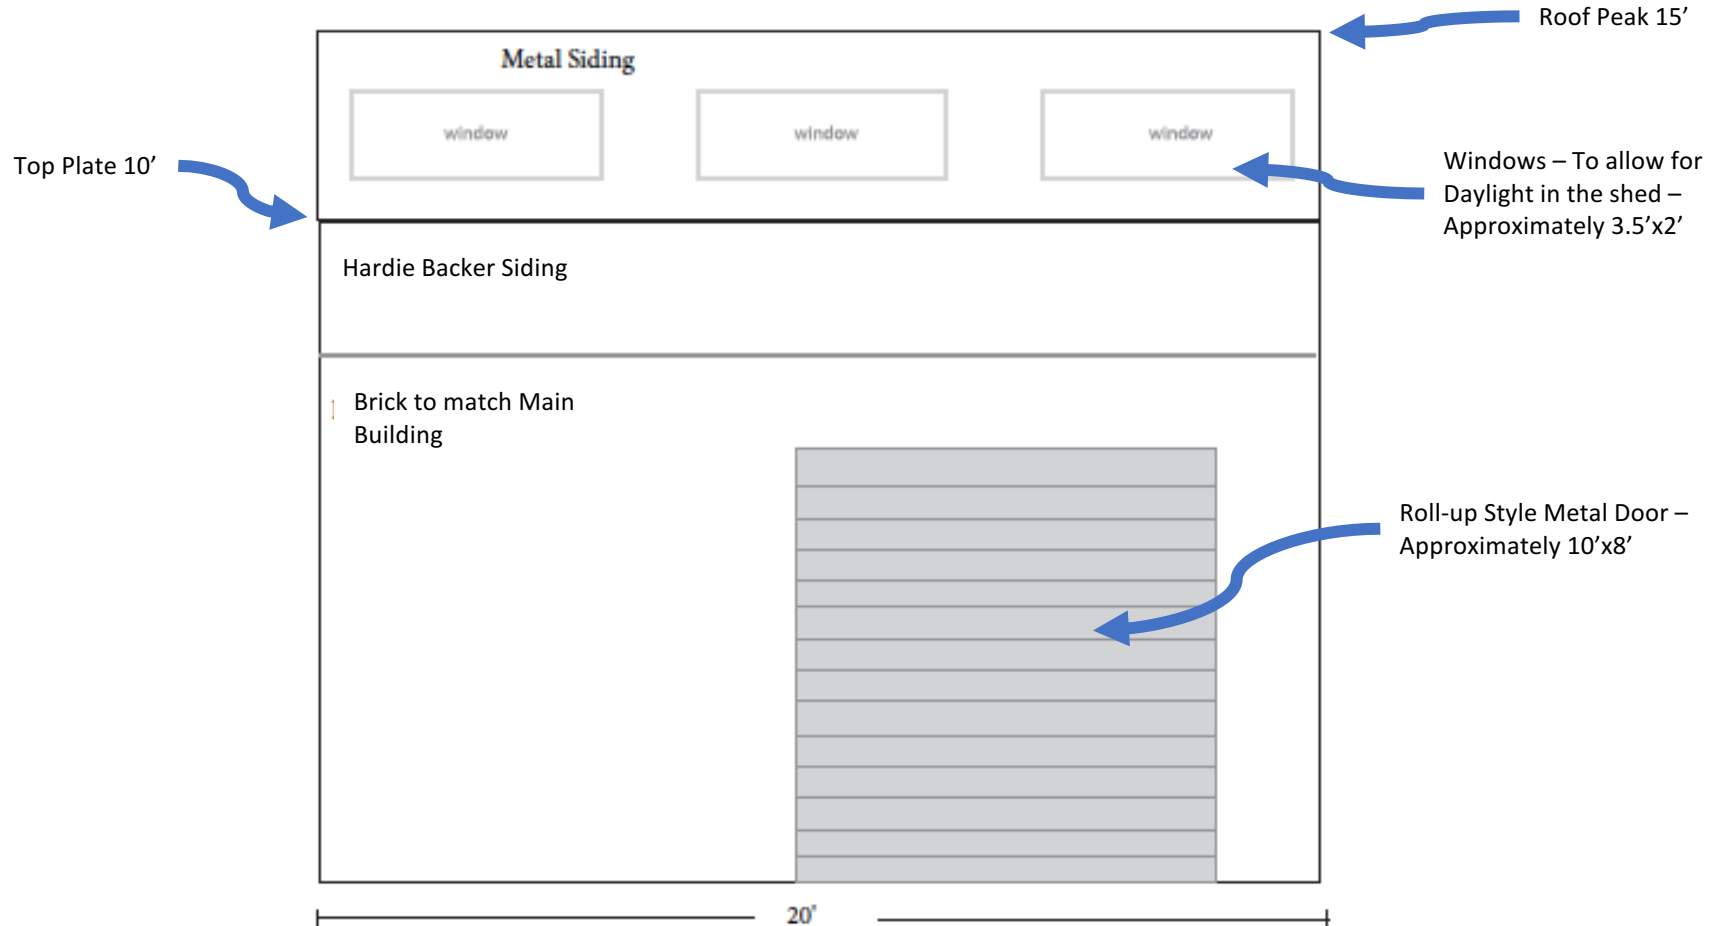 Roof Peak 15’
Metal Siding
window
window
window
Top Plate 10’
Windows – To allow for
Daylight in the shed –
Approximately 3.5’x2’
Hardie Backer Siding
Brick to match Main
Building
Roll-up Style Metal Door –
Approximately 10’x8’
20'